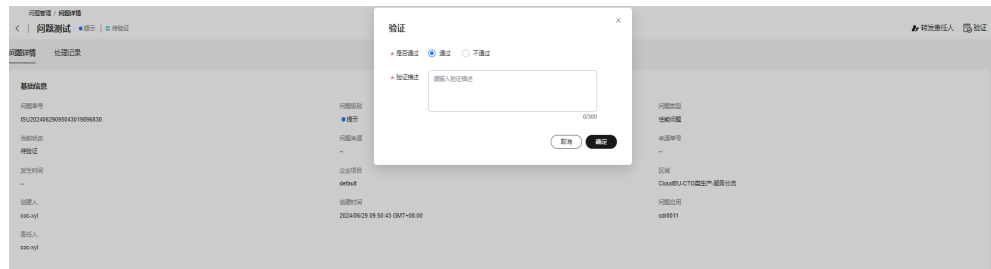 问题管理 / 问题详情
问题测试 提示 | 待验证
转发责任人 验证
问题详情 处理记录
验证
* 是否通过 通过 不通过
* 验证描述 请输入验证描述
0/300
取消 确定
基础信息
问题单号 问题级别 问题类型
ISU2024062909504301989683​0 提示 性能问题
当前状态 问题来源 来源单号
待验证 -- --
发生时间 企业项目 区域
-- default CloudBU-CTO类生产-服务分流
创建人 创建时间 问题应用
coc-xyl 2024/06/29 09:50:43 GMT+08:00 cdr0011
责任人
coc-xyl